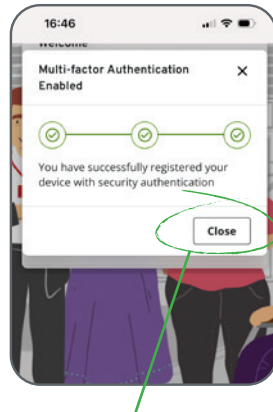 16:46
Welcome
Multi-factor Authentication
Enabled
You have successfully registered your
device with security authentication
Close